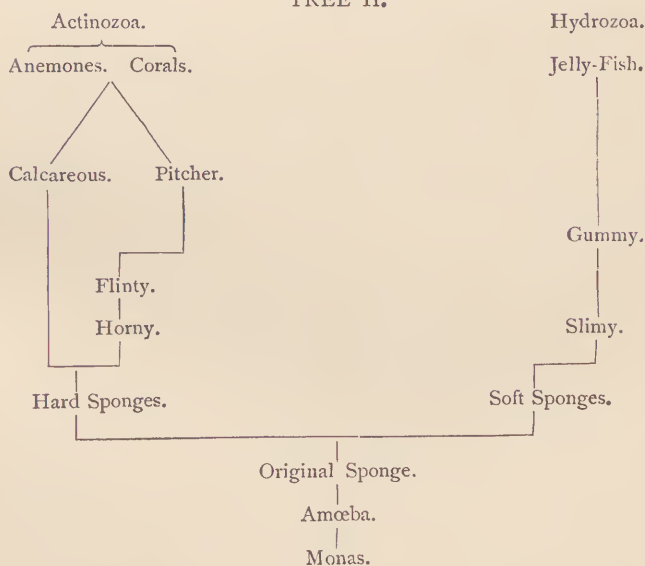 TREE II.
Actinozoa. Hydrozoa.
Anemones. Corals. Jelly-Fish.
Calcareous. Pitcher.
Gummy.
Flinty.
Horny. Slimy.
Hard Sponges. Soft Sponges.
Original Sponge.
Amœba.
Monas.